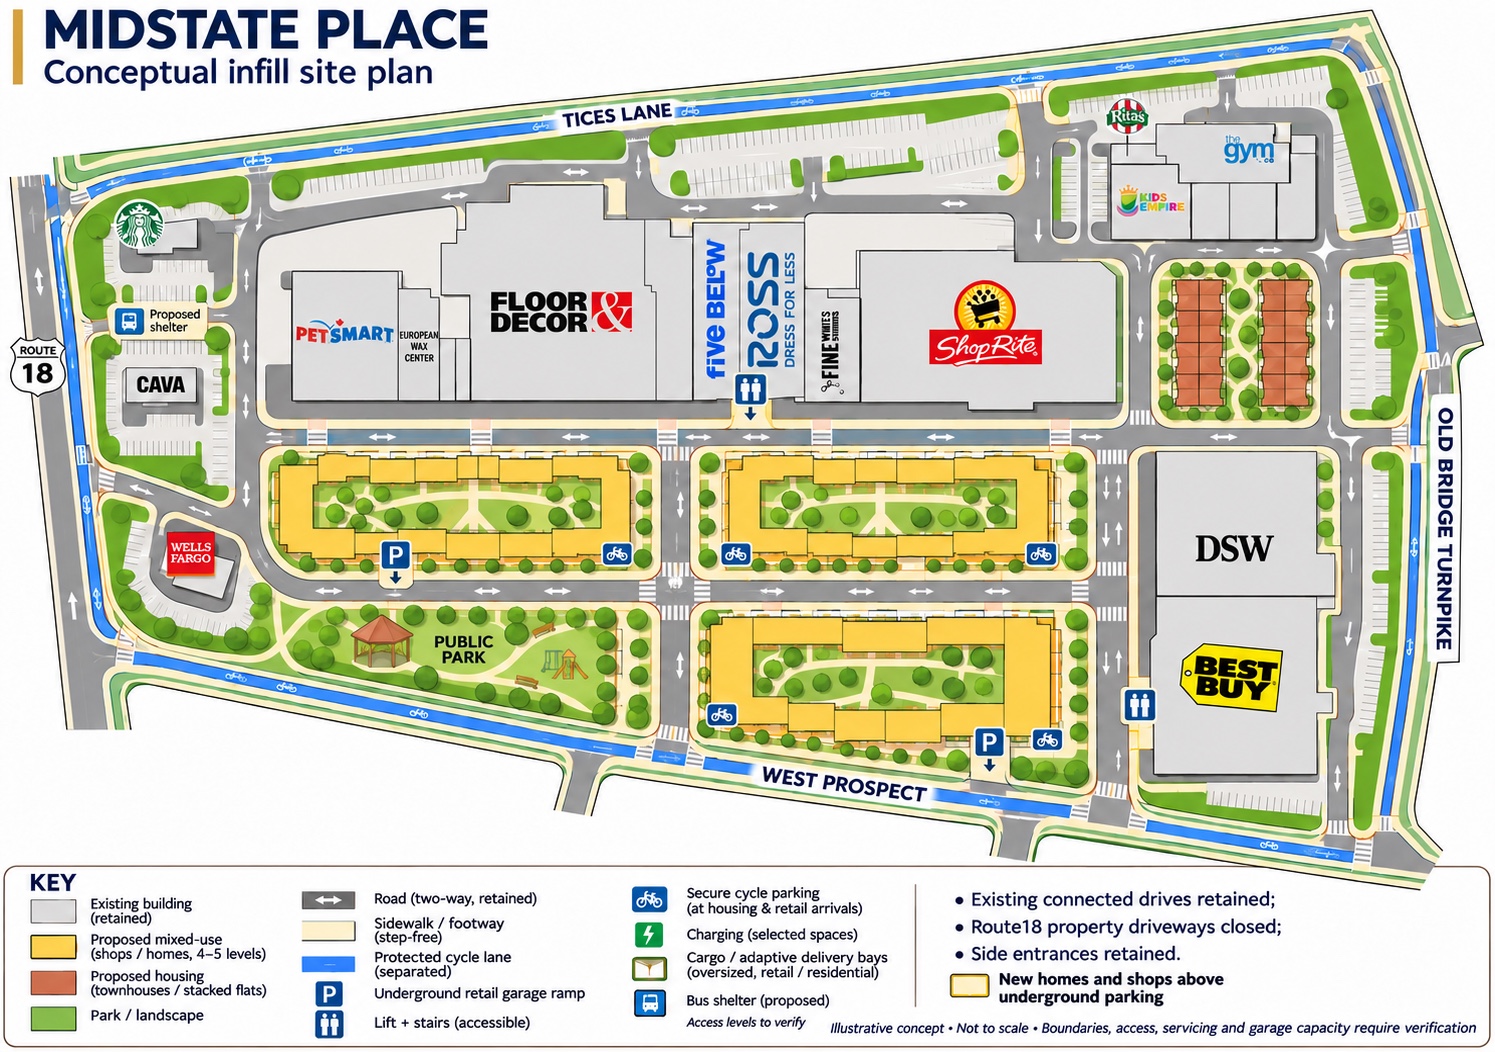 MIDSTATE PLACE
Conceptual infill site plan
TICES LANE
Rita's
the
gym
.CO
KIDS
EMPIRE
Proposed
shelter
ROUTE
18
CAVA
PETSMART
EUROPEAN
WAX
CENTER
FLOOR
& DECOR
five BELOW
ROSS
DRESS FOR LESS
FINE
ShopRite
OLD BRIDGE TURNPIKE
WELLS
FARGO
P
DSW
PUBLIC
PARK
BEST
BUY
P
WEST PROSPECT
KEY
Existing building
(retained)
Proposed mixed-use
(shops / homes, 4–5 levels)
Proposed housing
(townhouses / stacked flats)
Park / landscape
Road (two-way, retained)
Sidewalk / footway
(step-free)
Protected cycle lane
(separated)
P
Underground retail garage ramp
Lift + stairs (accessible)
Secure cycle parking
(at housing & retail arrivals)
Charging (selected spaces)
Cargo / adaptive delivery bays
(oversized, retail / residential)
Bus shelter (proposed)
Access levels to verify
• Existing connected drives retained;
• Route18 property driveways closed;
• Side entrances retained.
New homes and shops above
underground parking
Illustrative concept • Not to scale • Boundaries, access, servicing and garage capacity require verification